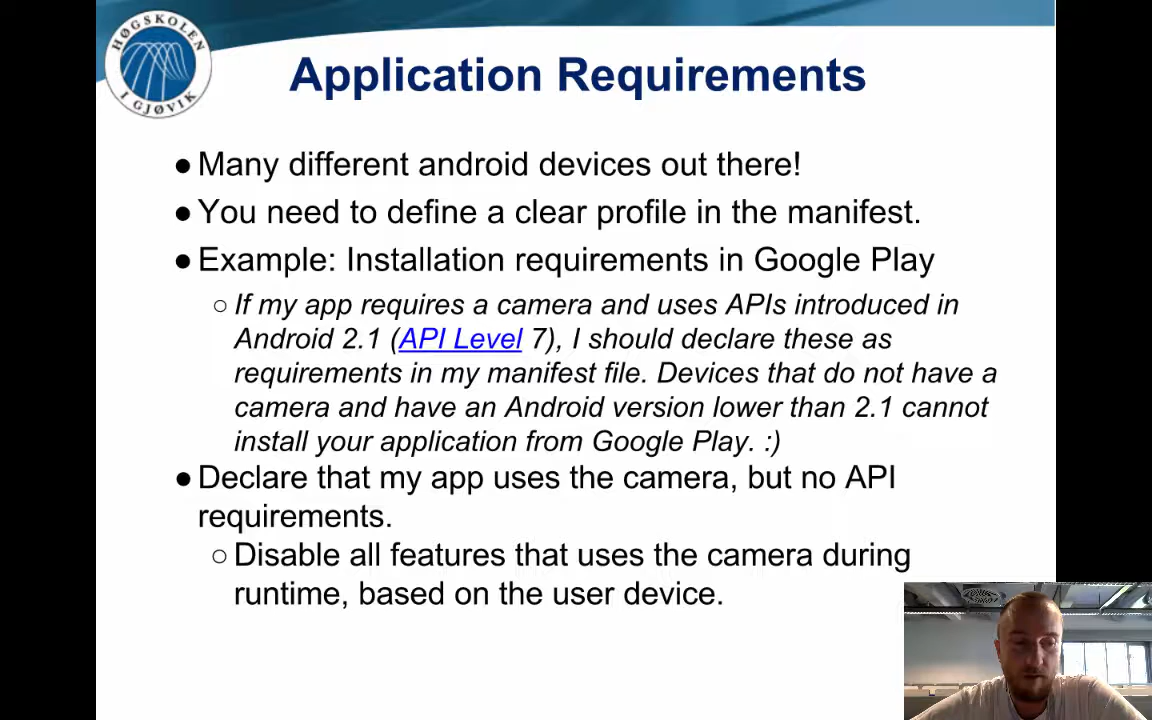 HØGSKOLEN
I GJØVIK
Application Requirements
● Many different android devices out there!
● You need to define a clear profile in the manifest.
● Example: Installation requirements in Google Play
○ If my app requires a camera and uses APIs introduced in
Android 2.1 (API Level 7), I should declare these as
requirements in my manifest file. Devices that do not have a
camera and have an Android version lower than 2.1 cannot
install your application from Google Play. :)
● Declare that my app uses the camera, but no API
requirements.
○ Disable all features that uses the camera during
runtime, based on the user device.